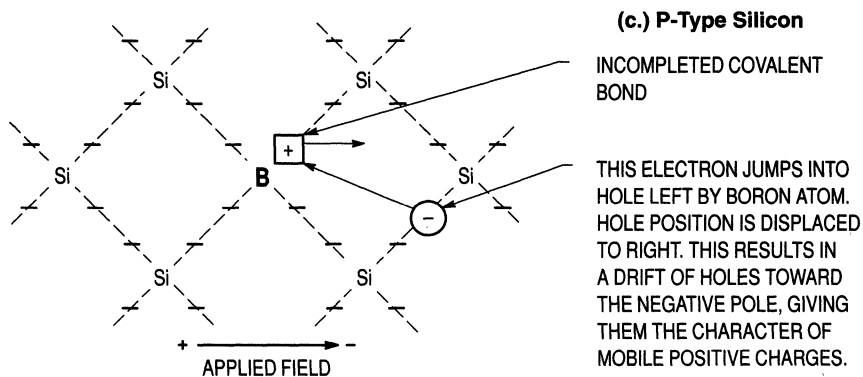 (c.) P-Type Silicon
Si
Si
INCOMPLETED COVALENT
BOND
+
Si
B
Si
THIS ELECTRON JUMPS INTO
HOLE LEFT BY BORON ATOM.
HOLE POSITION IS DISPLACED
TO RIGHT. THIS RESULTS IN
A DRIFT OF HOLES TOWARD
THE NEGATIVE POLE, GIVING
THEM THE CHARACTER OF
MOBILE POSITIVE CHARGES.
−
Si
Si
+ −
APPLIED FIELD